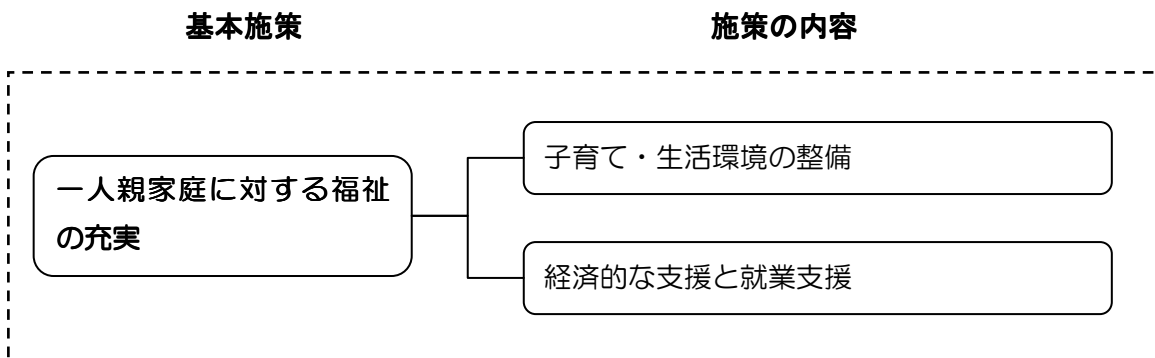 基本施策
施策の内容
一人親家庭に対する福祉
の充実
子育て・生活環境の整備
経済的な支援と就業支援